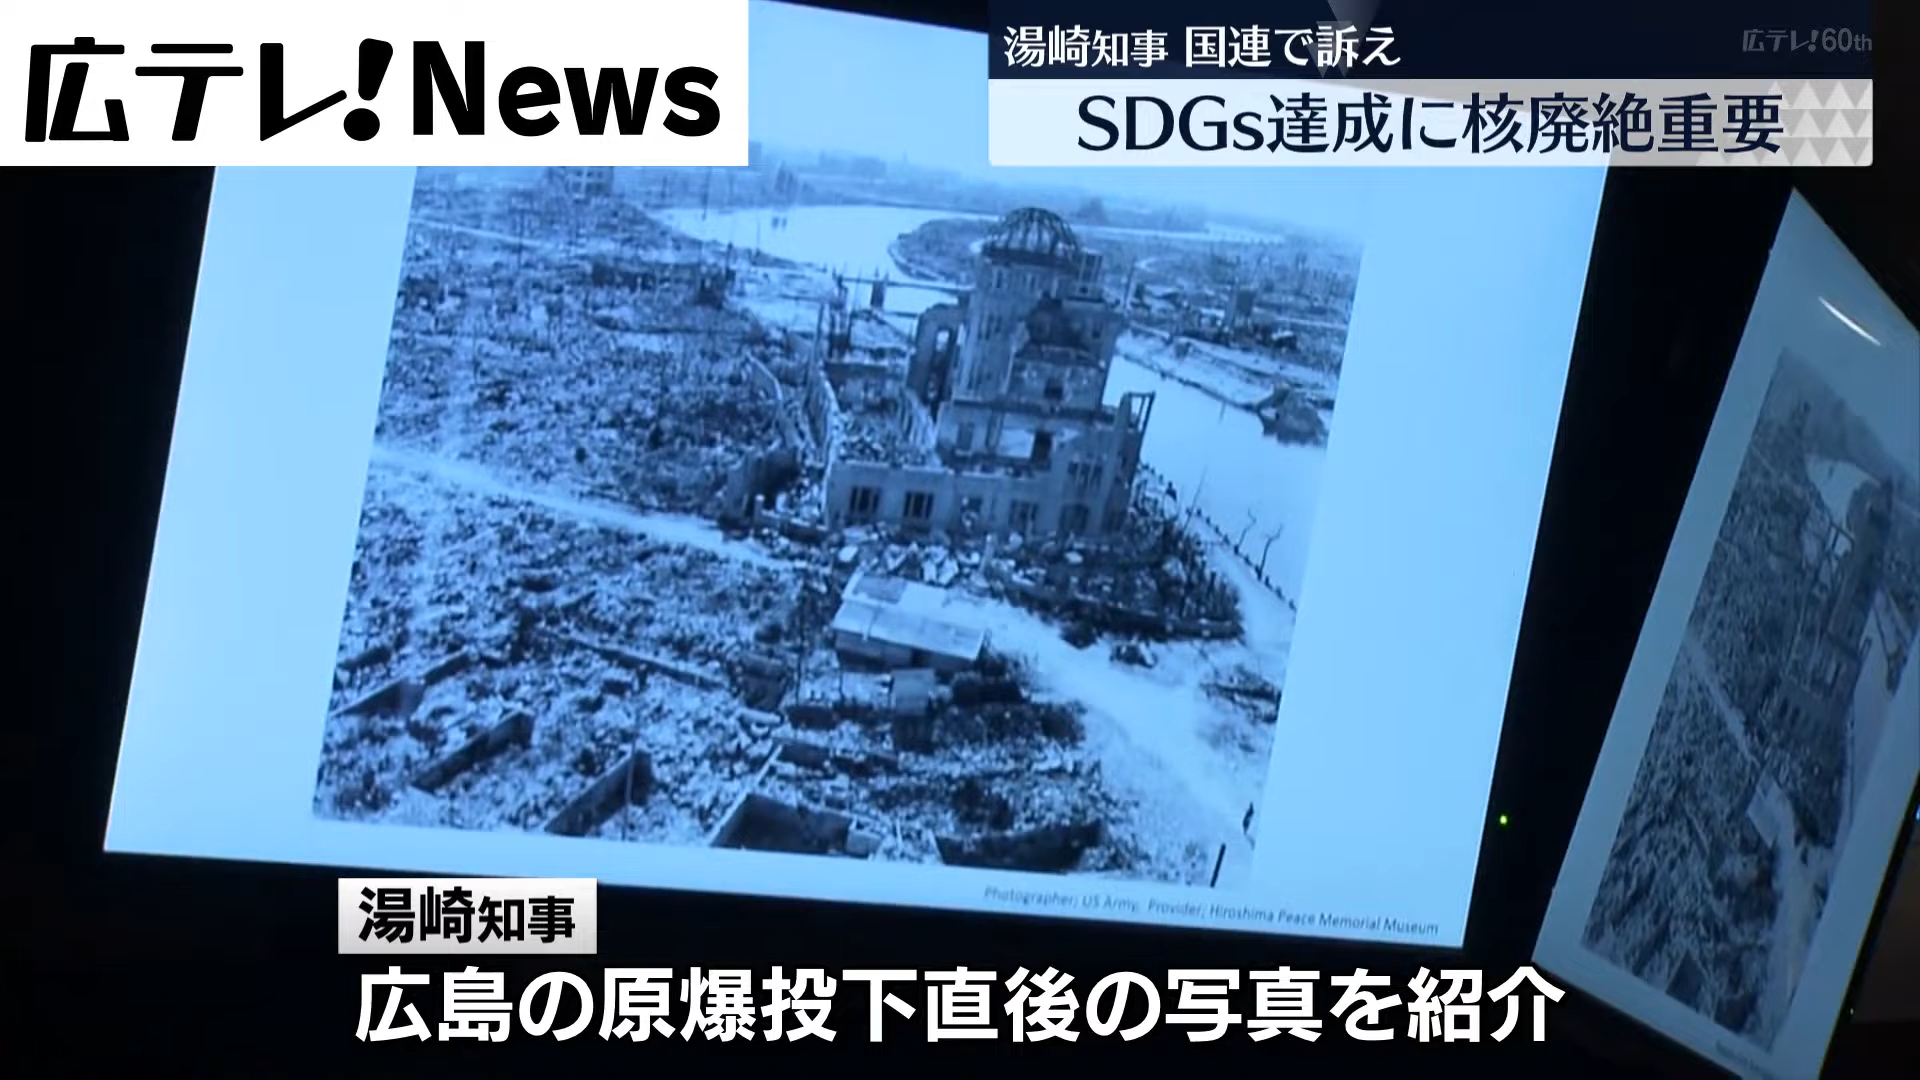 広テレ!News
湯崎知事 国連で訴え
広テレ!60th
SDGs達成に核廃絶重要
Photographer; US Army, Provider; Hiroshima Peace Memorial Museum
湯崎知事
広島の原爆投下直後の写真を紹介